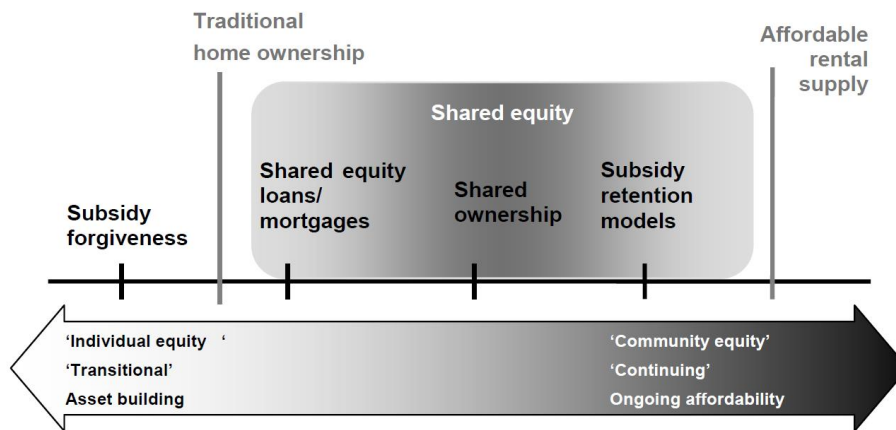 Traditional
home ownership
Affordable
rental
supply
Shared equity
Subsidy
forgiveness
Shared equity
loans/
mortgages
Shared
ownership
Subsidy
retention
models
‘Individual equity ‘
‘Transitional’
Asset building
‘Community equity’
‘Continuing’
Ongoing affordability